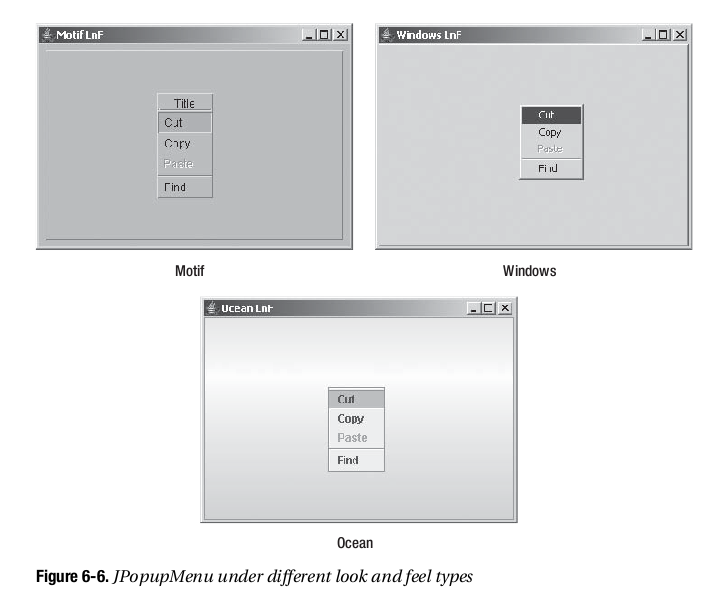 Motif LnF
Title
Cut
Copy
Paste
Find
Motif
Windows LnF
Cut
Copy
Paste
Find
Windows
Ocean LnF
Cut
Copy
Paste
Find
Ocean
Figure 6-6. JPopupMenu under different look and feel types